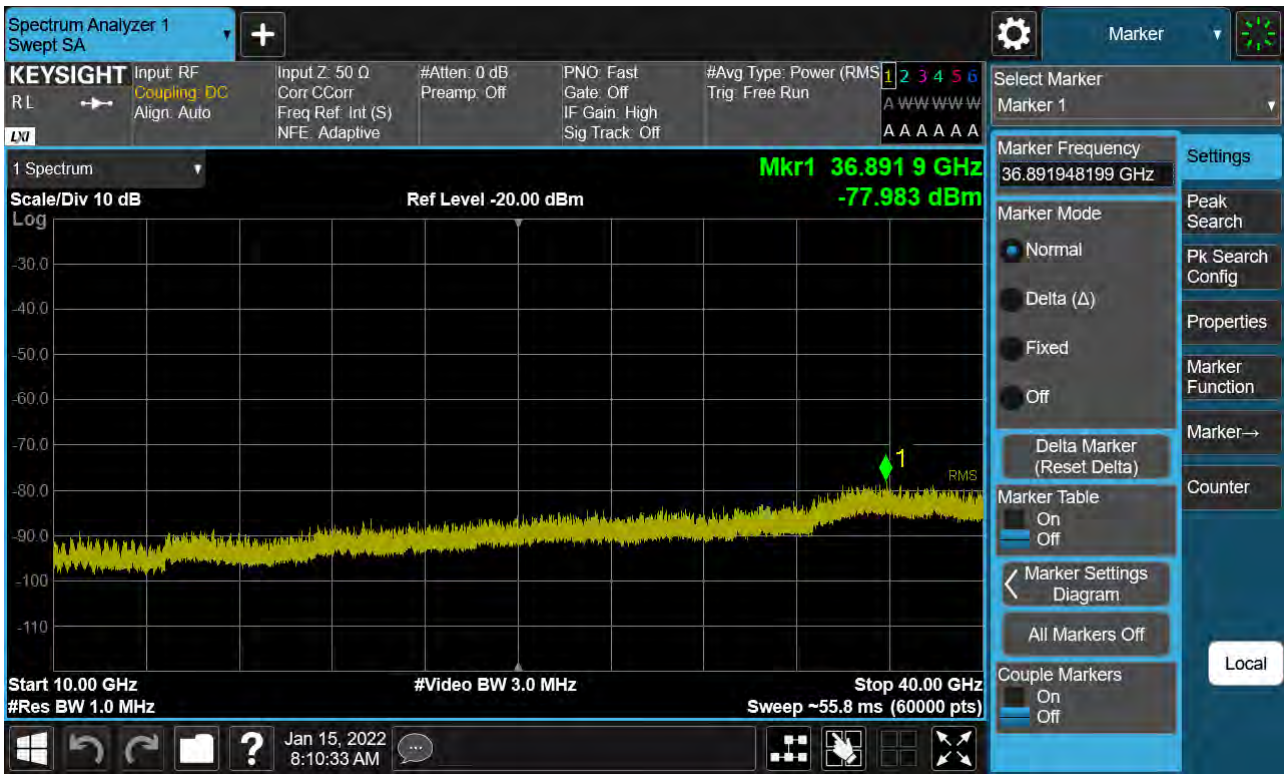 Spectrum Analyzer 1
Swept SA
+
Marker
KEYSIGHT
RL
LXI
Input: RF
Coupling: DC
Align: Auto
Input Z: 50 Ω
Corr CCorr
Freq Ref: Int (S)
NFE: Adaptive
#Atten: 0 dB
Preamp: Off
PNO: Fast
Gate: Off
IF Gain: High
Sig Track: Off
#Avg Type: Power (RMS
Trig: Free Run
1 2 3 4 5 6
A W W W W W
A A A A A A
Select Marker
Marker 1
1 Spectrum
Scale/Div 10 dB
Log
Ref Level -20.00 dBm
Mkr1 36.891 9 GHz
-77.983 dBm
-30.0
-40.0
-50.0
-60.0
-70.0
-80.0
-90.0
-100
-110
1
RMS
Start 10.00 GHz
#Res BW 1.0 MHz
#Video BW 3.0 MHz
Stop 40.00 GHz
Sweep ~55.8 ms (60000 pts)
Marker Frequency
36.891948199 GHz
Marker Mode
Normal
Delta (Δ)
Fixed
Off
Delta Marker
(Reset Delta)
Marker Table
On
Off
Marker Settings
Diagram
All Markers Off
Couple Markers
On
Off
Settings
Peak
Search
Pk Search
Config
Properties
Marker
Function
Marker→
Counter
Local
?
Jan 15, 2022
8:10:33 AM